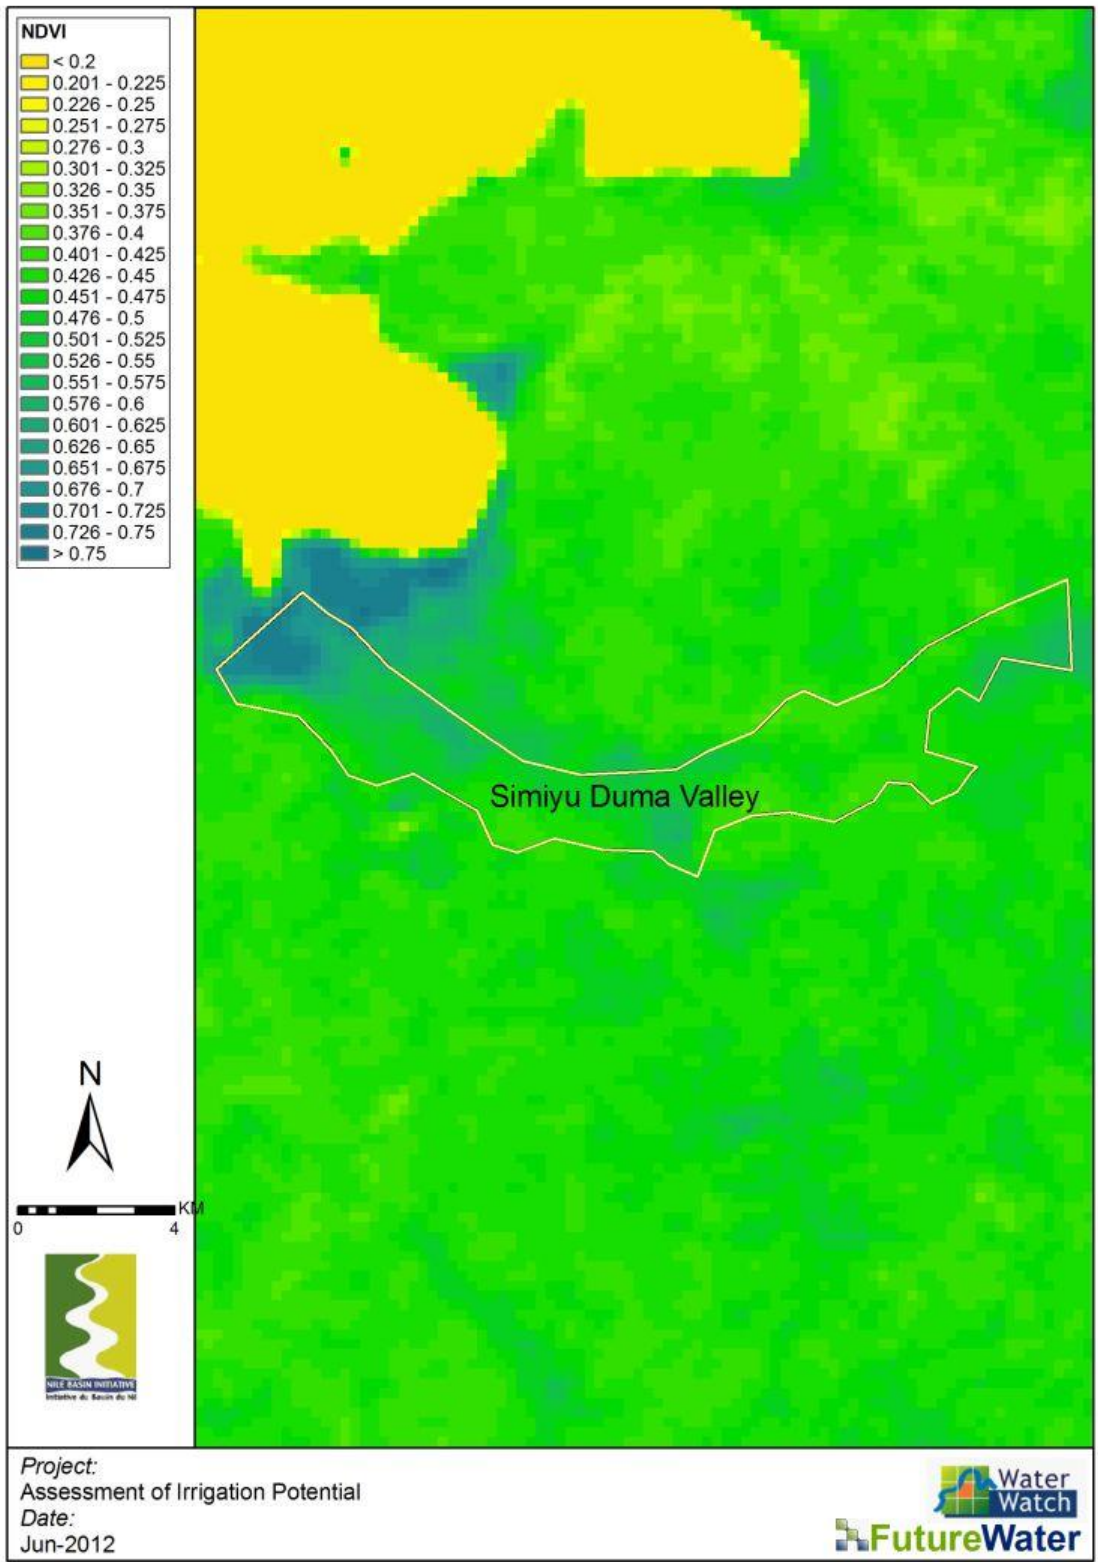 NDVI
< 0.2
0.201 - 0.225
0.226 - 0.25
0.251 - 0.275
0.276 - 0.3
0.301 - 0.325
0.326 - 0.35
0.351 - 0.375
0.376 - 0.4
0.401 - 0.425
0.426 - 0.45
0.451 - 0.475
0.476 - 0.5
0.501 - 0.525
0.526 - 0.55
0.551 - 0.575
0.576 - 0.6
0.601 - 0.625
0.626 - 0.65
0.651 - 0.675
0.676 - 0.7
0.701 - 0.725
0.726 - 0.75
> 0.75
Simiyu Duma Valley
N
KM
0 4
NILE BASIN INITIATIVE
Initiative du Bassin du Nil
Project:
Assessment of Irrigation Potential
Date:
Jun-2012
Water
Watch
FutureWater